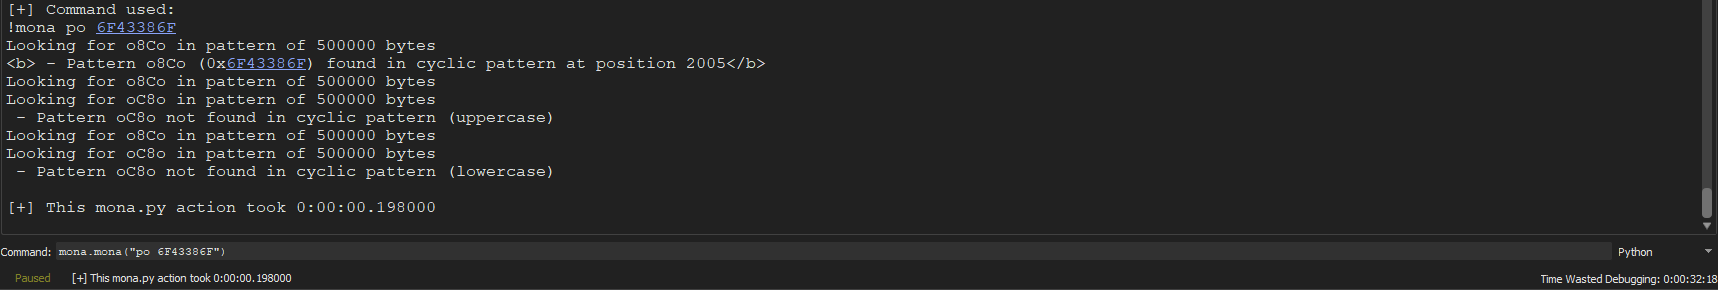 [+] Command used:
!mona po 6F43386F
Looking for o8Co in pattern of 500000 bytes
<b> - Pattern o8Co (0x6F43386F) found in cyclic pattern at position 2005</b>
Looking for o8Co in pattern of 500000 bytes
Looking for oC8o in pattern of 500000 bytes
 - Pattern oC8o not found in cyclic pattern (uppercase)
Looking for o8Co in pattern of 500000 bytes
Looking for oC8o in pattern of 500000 bytes
 - Pattern oC8o not found in cyclic pattern (lowercase)
[+] This mona.py action took 0:00:00.198000
Command: mona.mona("po 6F43386F") Python
Paused [+] This mona.py action took 0:00:00.198000 Time Wasted Debugging: 0:00:32:18